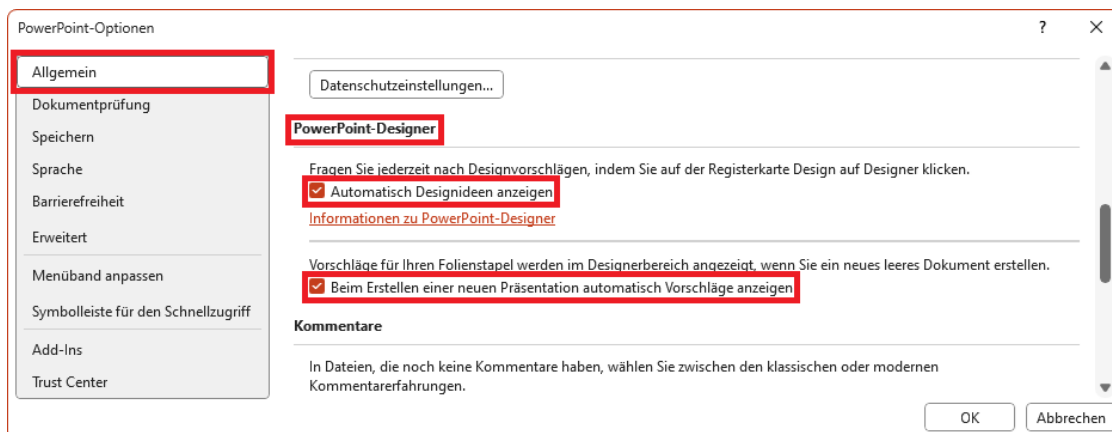 PowerPoint-Optionen
?
Allgemein
Dokumentprüfung
Speichern
Sprache
Barrierefreiheit
Erweitert
Menüband anpassen
Symbolleiste für den Schnellzugriff
Add-Ins
Trust Center
Datenschutzeinstellungen...
PowerPoint-Designer
Fragen Sie jederzeit nach Designvorschlägen, indem Sie auf der Registerkarte Design auf Designer klicken.
Automatisch Designideen anzeigen
Informationen zu PowerPoint-Designer
Vorschläge für Ihren Folienstapel werden im Designerbereich angezeigt, wenn Sie ein neues leeres Dokument erstellen.
Beim Erstellen einer neuen Präsentation automatisch Vorschläge anzeigen
Kommentare
In Dateien, die noch keine Kommentare haben, wählen Sie zwischen den klassischen oder modernen
Kommentarerfahrungen.
OK
Abbrechen